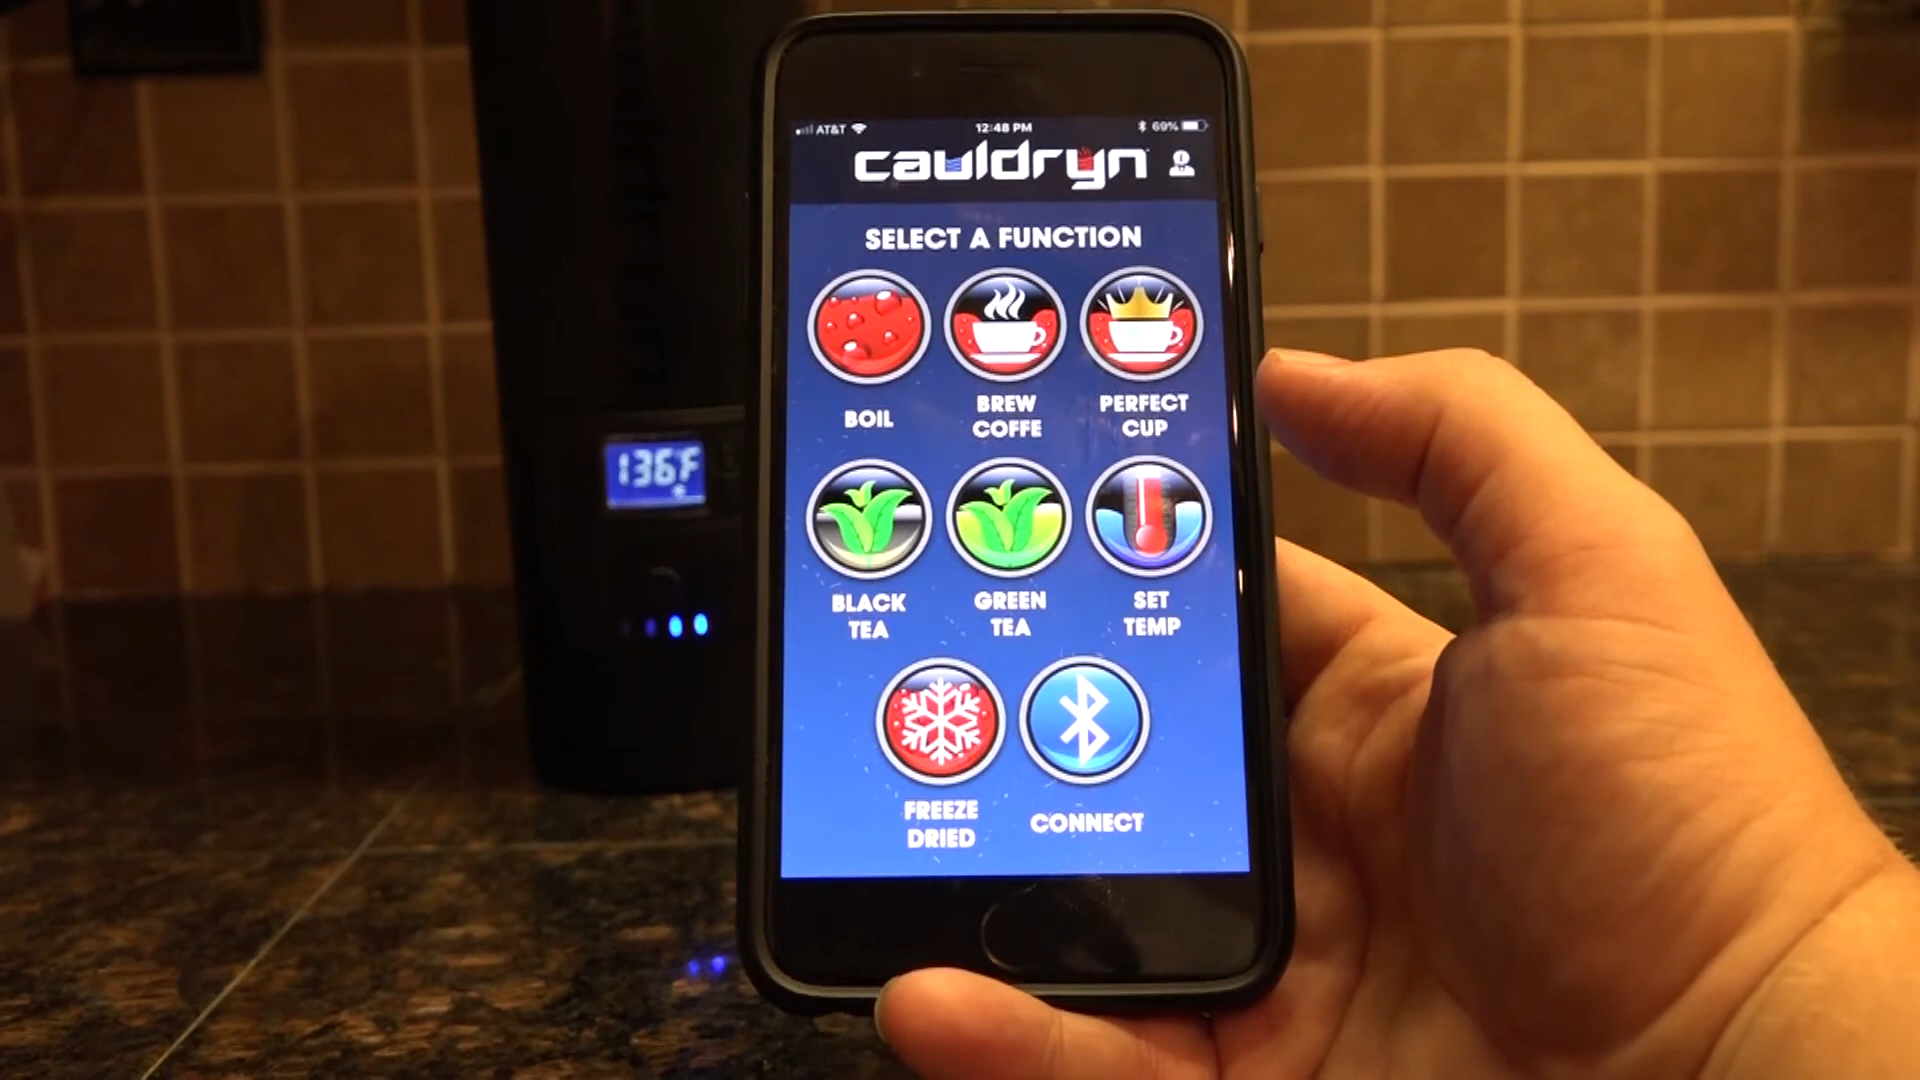 AT&T 12:48 PM 69%
cauldryn
SELECT A FUNCTION
BOIL
BREW
COFFE
PERFECT
CUP
BLACK
TEA
GREEN
TEA
SET
TEMP
FREEZE
DRIED
CONNECT
136F